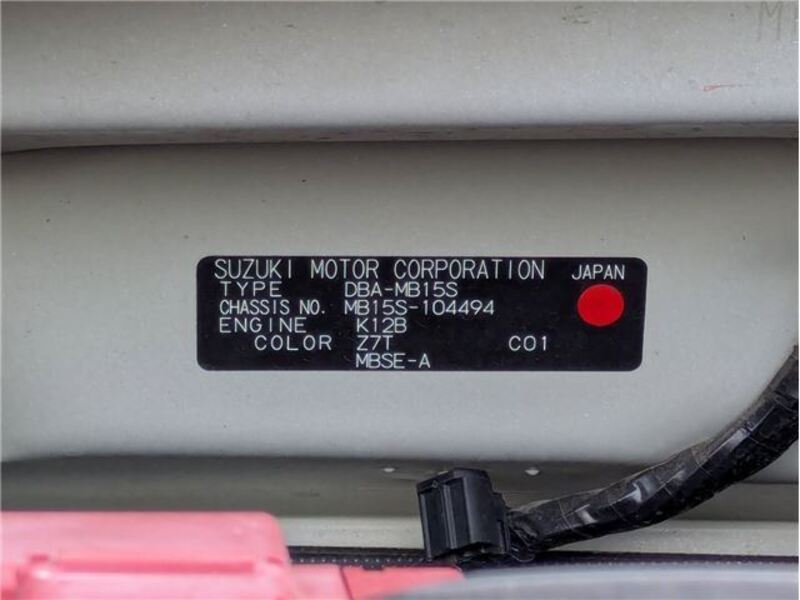 SUZUKI MOTOR CORPORATION JAPAN
TYPE DBA-MB15S
CHASSIS NO. MB15S-104494
ENGINE K12B
COLOR Z7T C01
MBSE-A